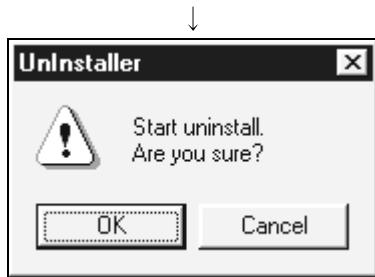 ↓
UnInstaller
Start uninstall.
Are you sure?
OK
Cancel